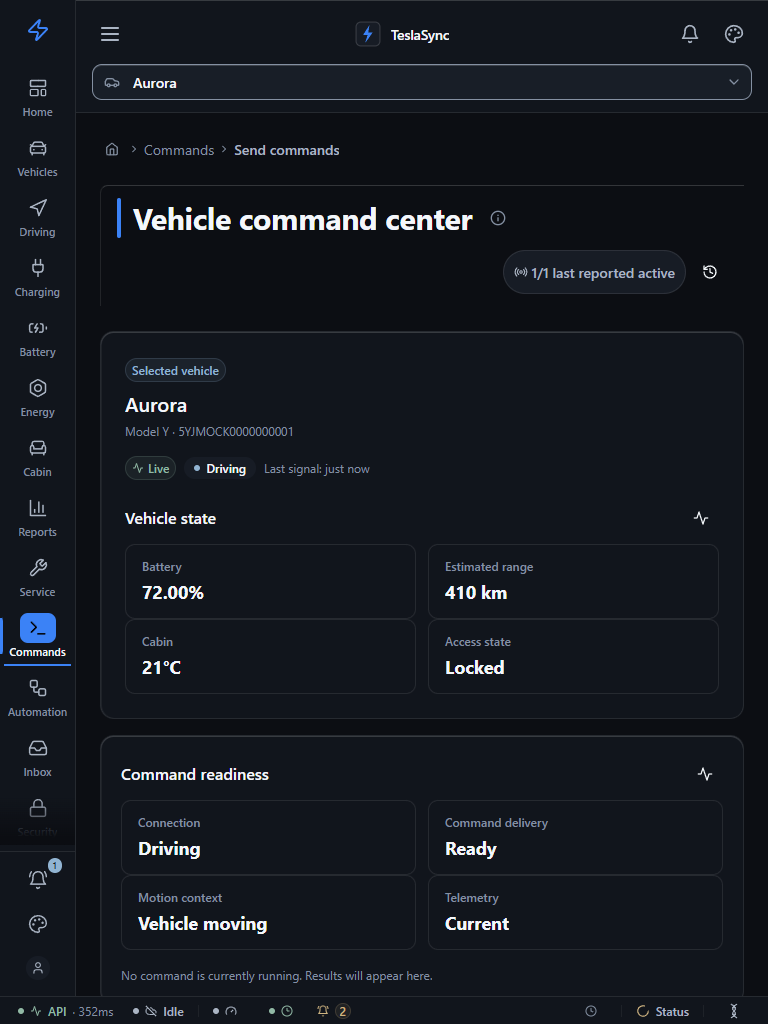 TeslaSync
Aurora
Home
Vehicles
Driving
Charging
Battery
Energy
Cabin
Reports
Service
Commands
Automation
Inbox
Security
1
Commands › Send commands
Vehicle command center
1/1 last reported active
Selected vehicle
Aurora
Model Y · 5YJMOCK0000000001
Live Driving Last signal: just now
Vehicle state
Battery
72.00%
Estimated range
410 km
Cabin
21°C
Access state
Locked
Command readiness
Connection
Driving
Command delivery
Ready
Motion context
Vehicle moving
Telemetry
Current
No command is currently running. Results will appear here.
API · 352ms Idle 2 Status